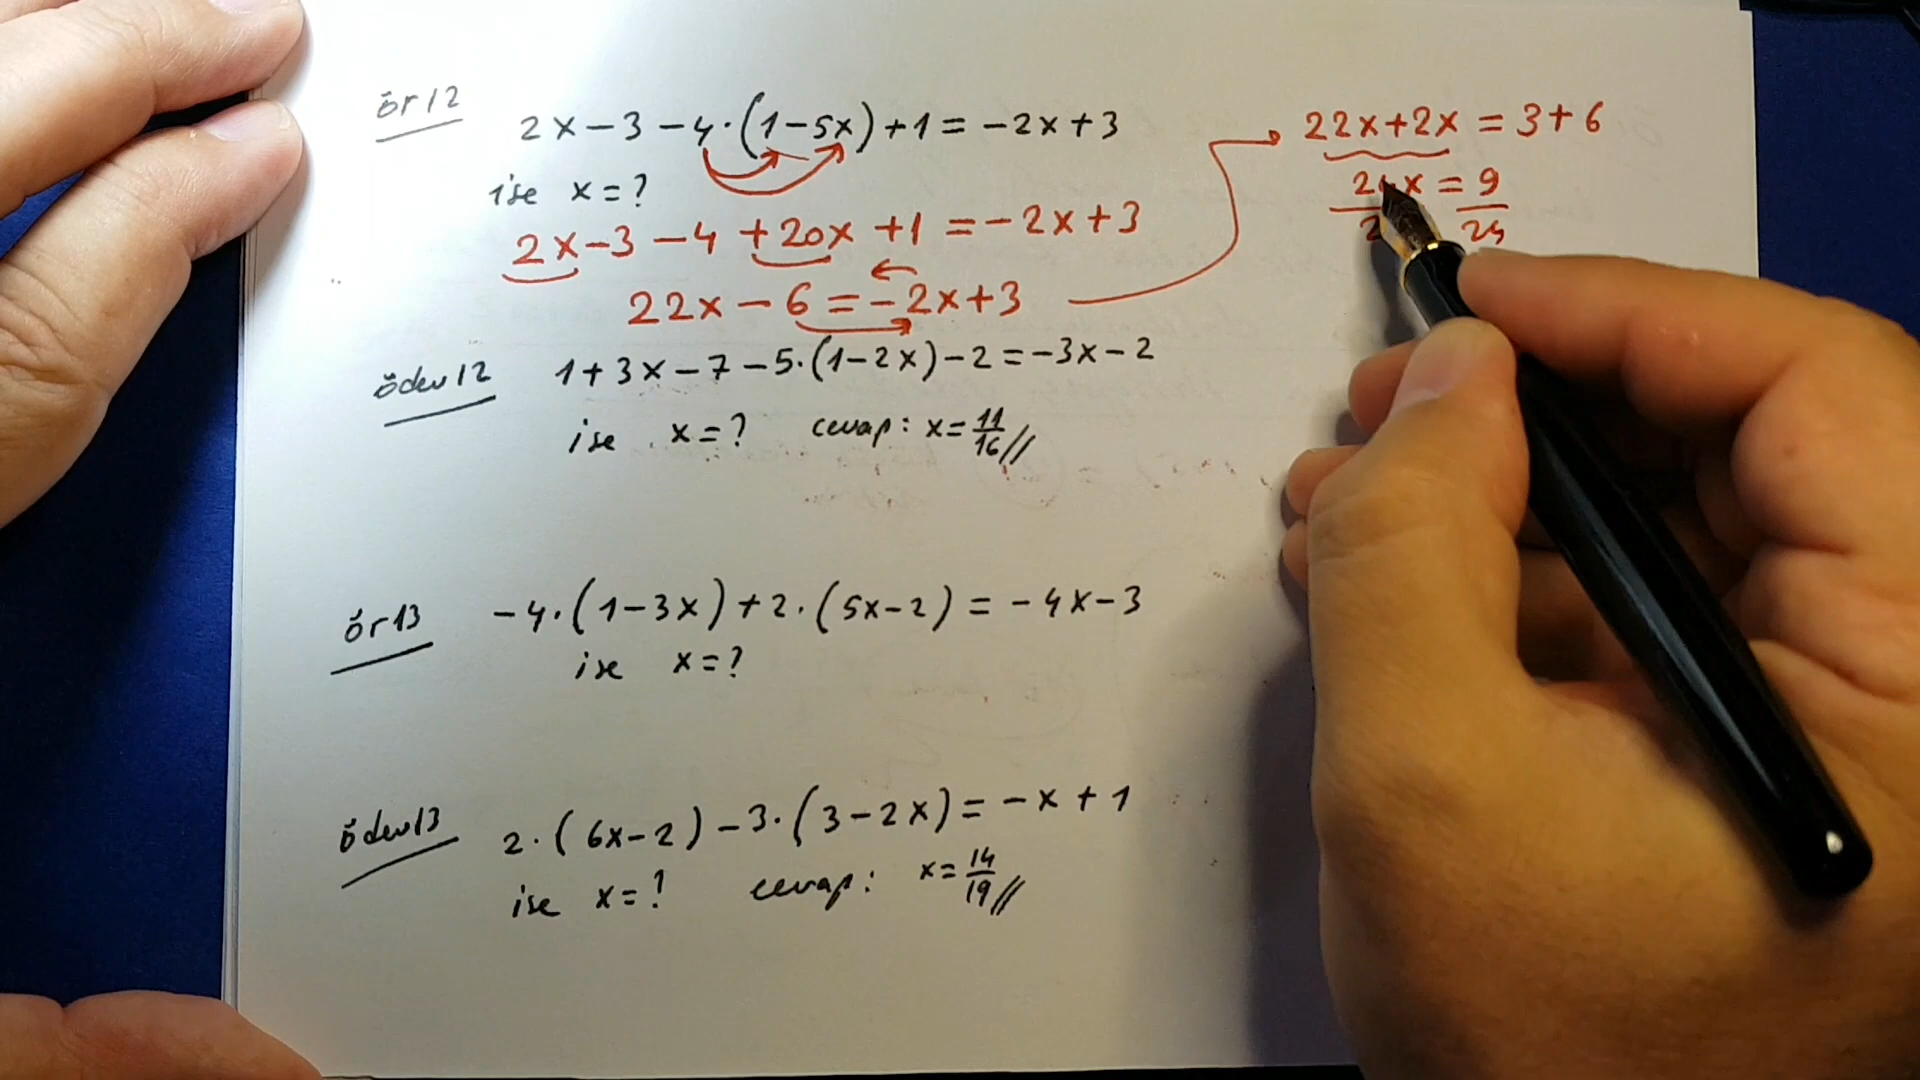 ör12
2x-3-4·(1-5x)+1=-2x+3
ise x=?
2x-3-4+20x+1=-2x+3
22x-6=-2x+3
22x+2x=3+6
24x=9
2 24
ödev12
1+3x-7-5·(1-2x)-2=-3x-2
ise x=? cevap: x=11/16//
ör13
-4·(1-3x)+2·(5x-2)=-4x-3
ise x=?
ödev13
2·(6x-2)-3·(3-2x)=-x+1
ise x=? cevap: x=14/19//